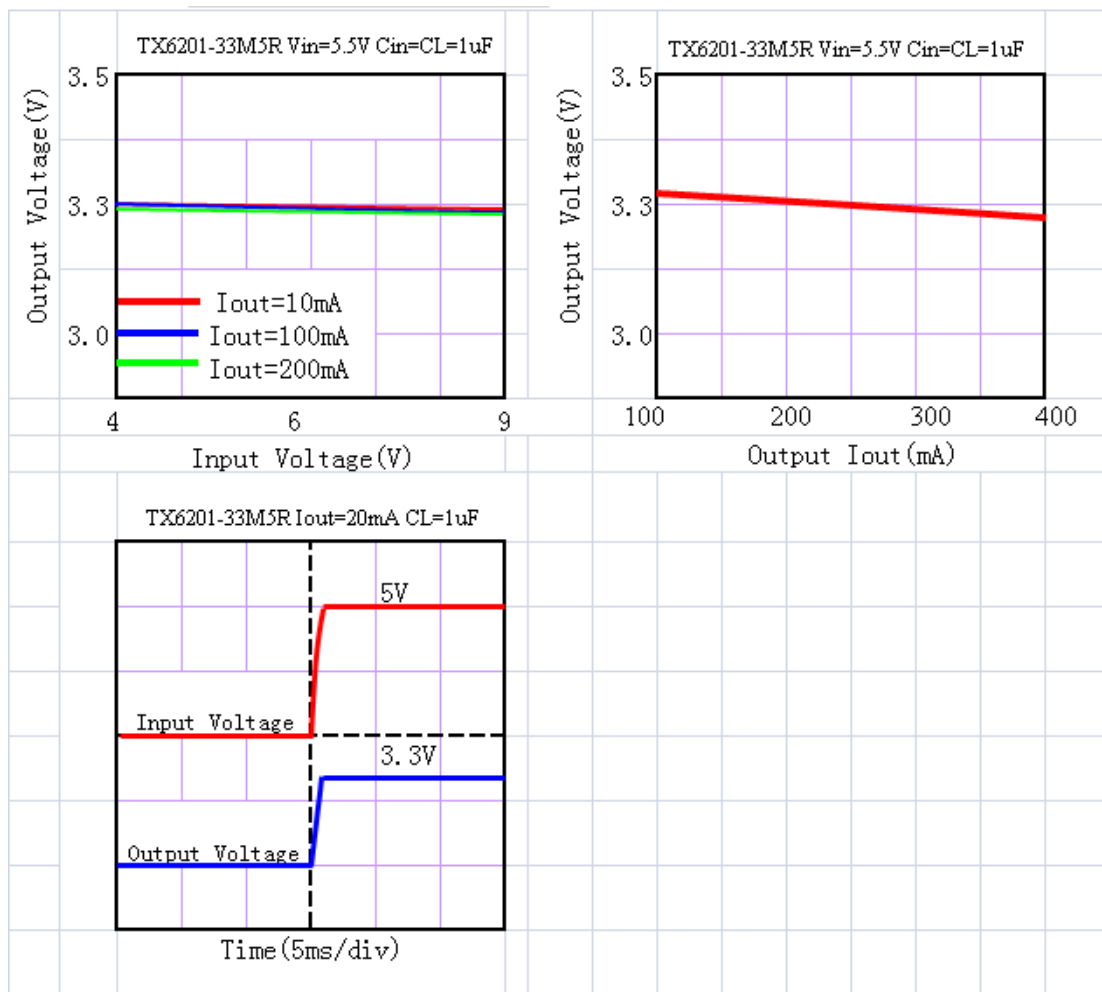 TX6201-33M5R Vin=5.5V Cin=CL=1uF
3.5
3.3
3.0
Output Voltage(V)
Iout=10mA
Iout=100mA
Iout=200mA
4 6 9
Input Voltage(V)
TX6201-33M5R Vin=5.5V Cin=CL=1uF
3.5
3.3
3.0
Output Voltage(V)
100 200 300 400
Output Iout(mA)
TX6201-33M5R Iout=20mA CL=1uF
5V
Input Voltage
3.3V
Output Voltage
Time(5ms/div)